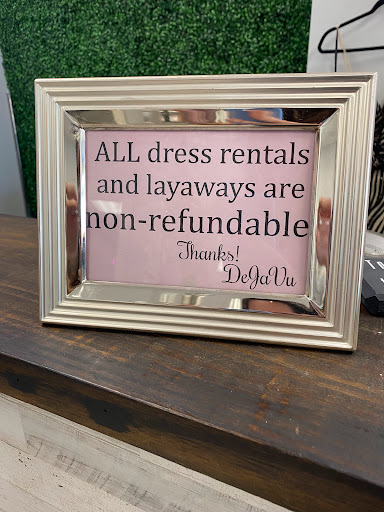 ALL dress rentals
and layaways are
non-refundable
Thanks!
DeJaVu